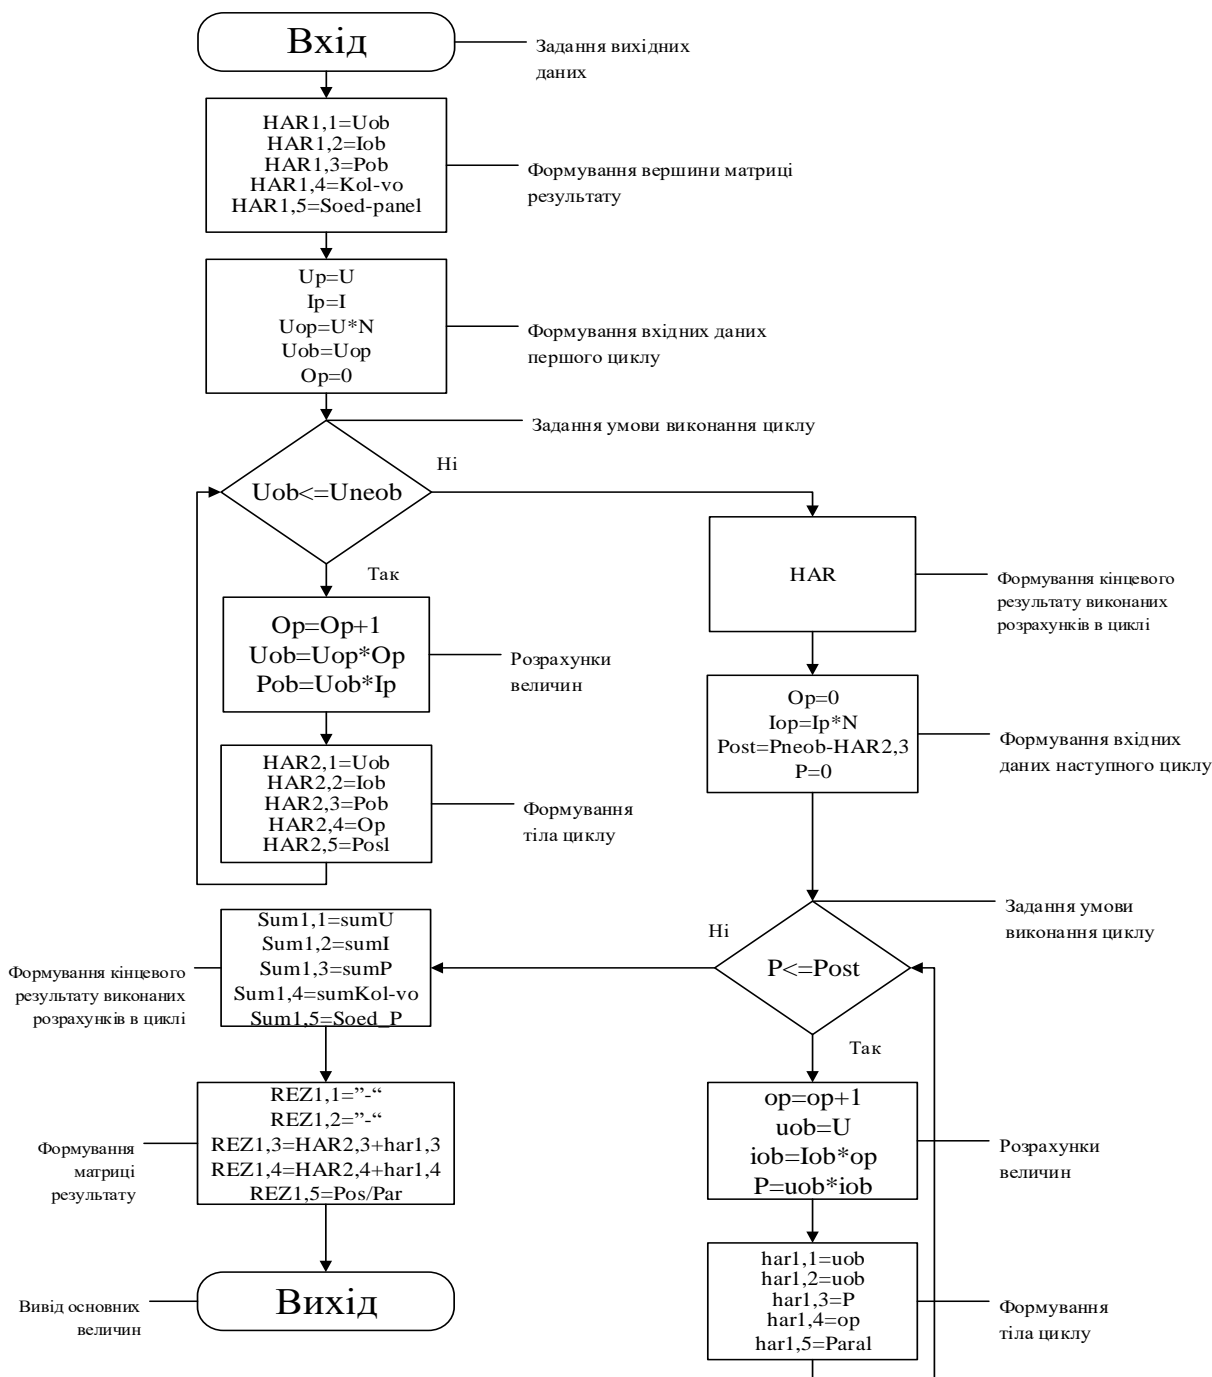 Вхід
Задання вихідних
даних
HAR1,1=Uob
HAR1,2=Iob
HAR1,3=Pob
HAR1,4=Kol-vo
HAR1,5=Soed-panel
Формування вершини матриці
результату
Up=U
Ip=I
Uop=U*N
Uob=Uop
Op=0
Формування вхідних даних
першого циклу
Задання умови виконання циклу
Uob<=Uneob
Ні
Так
Op=Op+1
Uob=Uop*Op
Pob=Uob*Ip
Розрахунки
величин
HAR2,1=Uob
HAR2,2=Iob
HAR2,3=Pob
HAR2,4=Op
HAR2,5=Posl
Формування
тіла циклу
HAR
Формування кінцевого
результату виконаних
розрахунків в циклі
Op=0
Iop=Ip*N
Post=Pneob-HAR2,3
P=0
Формування вхідних
даних наступного циклу
Задання умови
виконання циклу
P<=Post
Ні
Так
op=op+1
uob=U
iob=Iob*op
P=uob*iob
Розрахунки
величин
har1,1=uob
har1,2=uob
har1,3=P
har1,4=op
har1,5=Paral
Формування
тіла циклу
Sum1,1=sumU
Sum1,2=sumI
Sum1,3=sumP
Sum1,4=sumKol-vo
Sum1,5=Soed_P
Формування кінцевого
результату виконаних
розрахунків в циклі
REZ1,1=”-“
REZ1,2=”-“
REZ1,3=HAR2,3+har1,3
REZ1,4=HAR2,4+har1,4
REZ1,5=Pos/Par
Формування
матриці
результату
Вихід
Вивід основних
величин